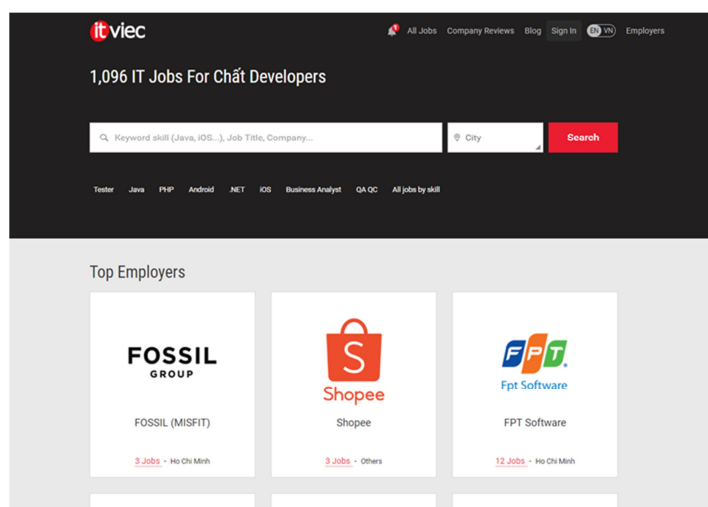 itviec
1 All Jobs Company Reviews Blog Sign In EN VN Employers
1,096 IT Jobs For Chất Developers
Keyword skill (Java, iOS...), Job Title, Company... City Search
Tester Java PHP Android .NET iOS Business Analyst QA QC All jobs by skill
Top Employers
FOSSIL
GROUP
FOSSIL (MISFIT)
3 Jobs - Ho Chi Minh
S
Shopee
Shopee
3 Jobs - Others
FPT
Fpt Software
FPT Software
12 Jobs - Ho Chi Minh